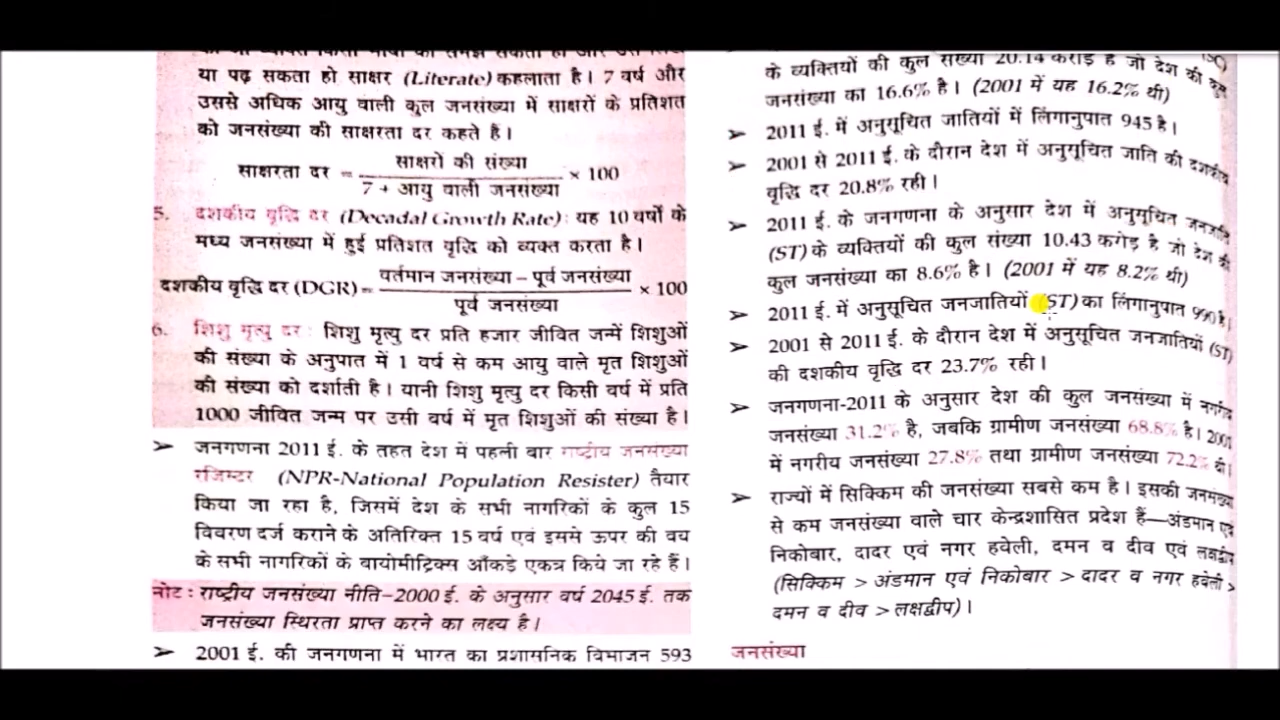 या पढ़ सकता हो साक्षर (Literate) कहलाता है। 7 वर्ष और
उससे अधिक आयु वाली कुल जनसंख्या में साक्षरों के प्रतिशत
को जनसंख्या की साक्षरता दर कहते हैं।
साक्षरता दर = साक्षरों की संख्या / 7 + आयु वाली जनसंख्या × 100
5. दशकीय वृद्धि दर (Decadal Growth Rate) : यह 10 वर्षों के
मध्य जनसंख्या में हुई प्रतिशत वृद्धि को व्यक्त करता है।
दशकीय वृद्धि दर (DGR) = वर्तमान जनसंख्या – पूर्व जनसंख्या / पूर्व जनसंख्या × 100
6. शिशु मृत्यु दर : शिशु मृत्यु दर प्रति हजार जीवित जन्में शिशुओं
की संख्या के अनुपात में 1 वर्ष से कम आयु वाले मृत शिशुओं
की संख्या को दर्शाती है। यानी शिशु मृत्यु दर किसी वर्ष में प्रति
1000 जीवित जन्म पर उसी वर्ष में मृत शिशुओं की संख्या है।
➤ जनगणना 2011 ई. के तहत देश में पहली बार राष्ट्रीय जनसंख्या
रजिस्टर (NPR-National Population Resister) तैयार
किया जा रहा है, जिसमें देश के सभी नागरिकों के कुल 15
विवरण दर्ज कराने के अतिरिक्त 15 वर्ष एवं इससे ऊपर की वय
के सभी नागरिकों के बायोमीट्रिक्स आँकडे एकत्र किये जा रहे हैं।
नोट : राष्ट्रीय जनसंख्या नीति–2000 ई. के अनुसार वर्ष 2045 ई. तक
जनसंख्या स्थिरता प्राप्त करने का लक्ष्य है।
➤ 2001 ई. की जनगणना में भारत का प्रशासनिक विभाजन 593
के व्यक्तियों की कुल संख्या 20.14 करोड़ है जो देश की कुल
जनसंख्या का 16.6% है। (2001 में यह 16.2% थी)
➤ 2011 ई. में अनुसूचित जातियों में लिंगानुपात 945 है।
➤ 2001 से 2011 ई. के दौरान देश में अनुसूचित जाति की दशकीय
वृद्धि दर 20.8% रही।
➤ 2011 ई. के जनगणना के अनुसार देश में अनुसूचित जनजाति
(ST) के व्यक्तियों की कुल संख्या 10.43 करोड़ है जो देश की
कुल जनसंख्या का 8.6% है। (2001 में यह 8.2% थी)
➤ 2011 ई. में अनुसूचित जनजातियों (ST) का लिंगानुपात 990 है।
➤ 2001 से 2011 ई. के दौरान देश में अनुसूचित जनजातियों (ST)
की दशकीय वृद्धि दर 23.7% रही।
➤ जनगणना-2011 के अनुसार देश की कुल जनसंख्या में नगरीय
जनसंख्या 31.2% है, जबकि ग्रामीण जनसंख्या 68.8% है। 2001
में नगरीय जनसंख्या 27.8% तथा ग्रामीण जनसंख्या 72.2% थी।
➤ राज्यों में सिक्किम की जनसंख्या सबसे कम है। इसकी जनसंख्या
से कम जनसंख्या वाले चार केन्द्रशासित प्रदेश हैं—अंडमान एवं
निकोबार, दादर एवं नगर हवेली, दमन व दीव एवं लक्षद्वीप
(सिक्किम > अंडमान एवं निकोबार > दादर व नगर हवेली >
दमन व दीव > लक्षद्वीप)।
जनसंख्या